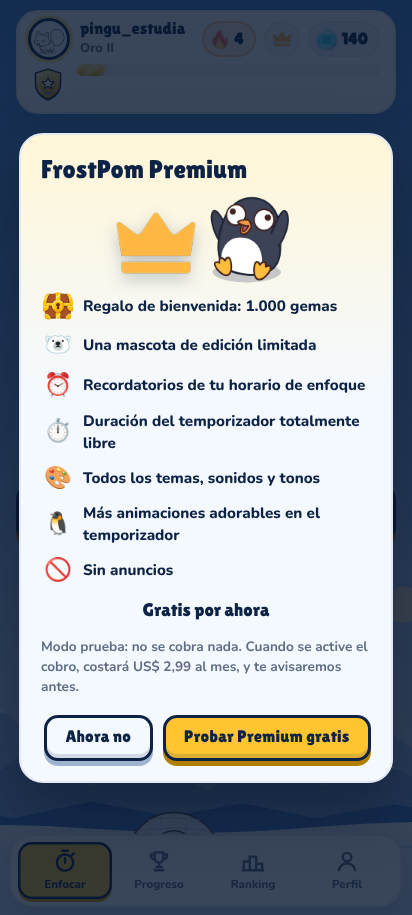 pingu_estudia
Oro II
4
140
FrostPom Premium
Regalo de bienvenida: 1.000 gemas
Una mascota de edición limitada
Recordatorios de tu horario de enfoque
Duración del temporizador totalmente
libre
Todos los temas, sonidos y tonos
Más animaciones adorables en el
temporizador
Sin anuncios
Gratis por ahora
Modo prueba: no se cobra nada. Cuando se active el
cobro, costará US$ 2,99 al mes, y te avisaremos
antes.
Ahora no
Probar Premium gratis
Enfocar
Progreso
Ranking
Perfil